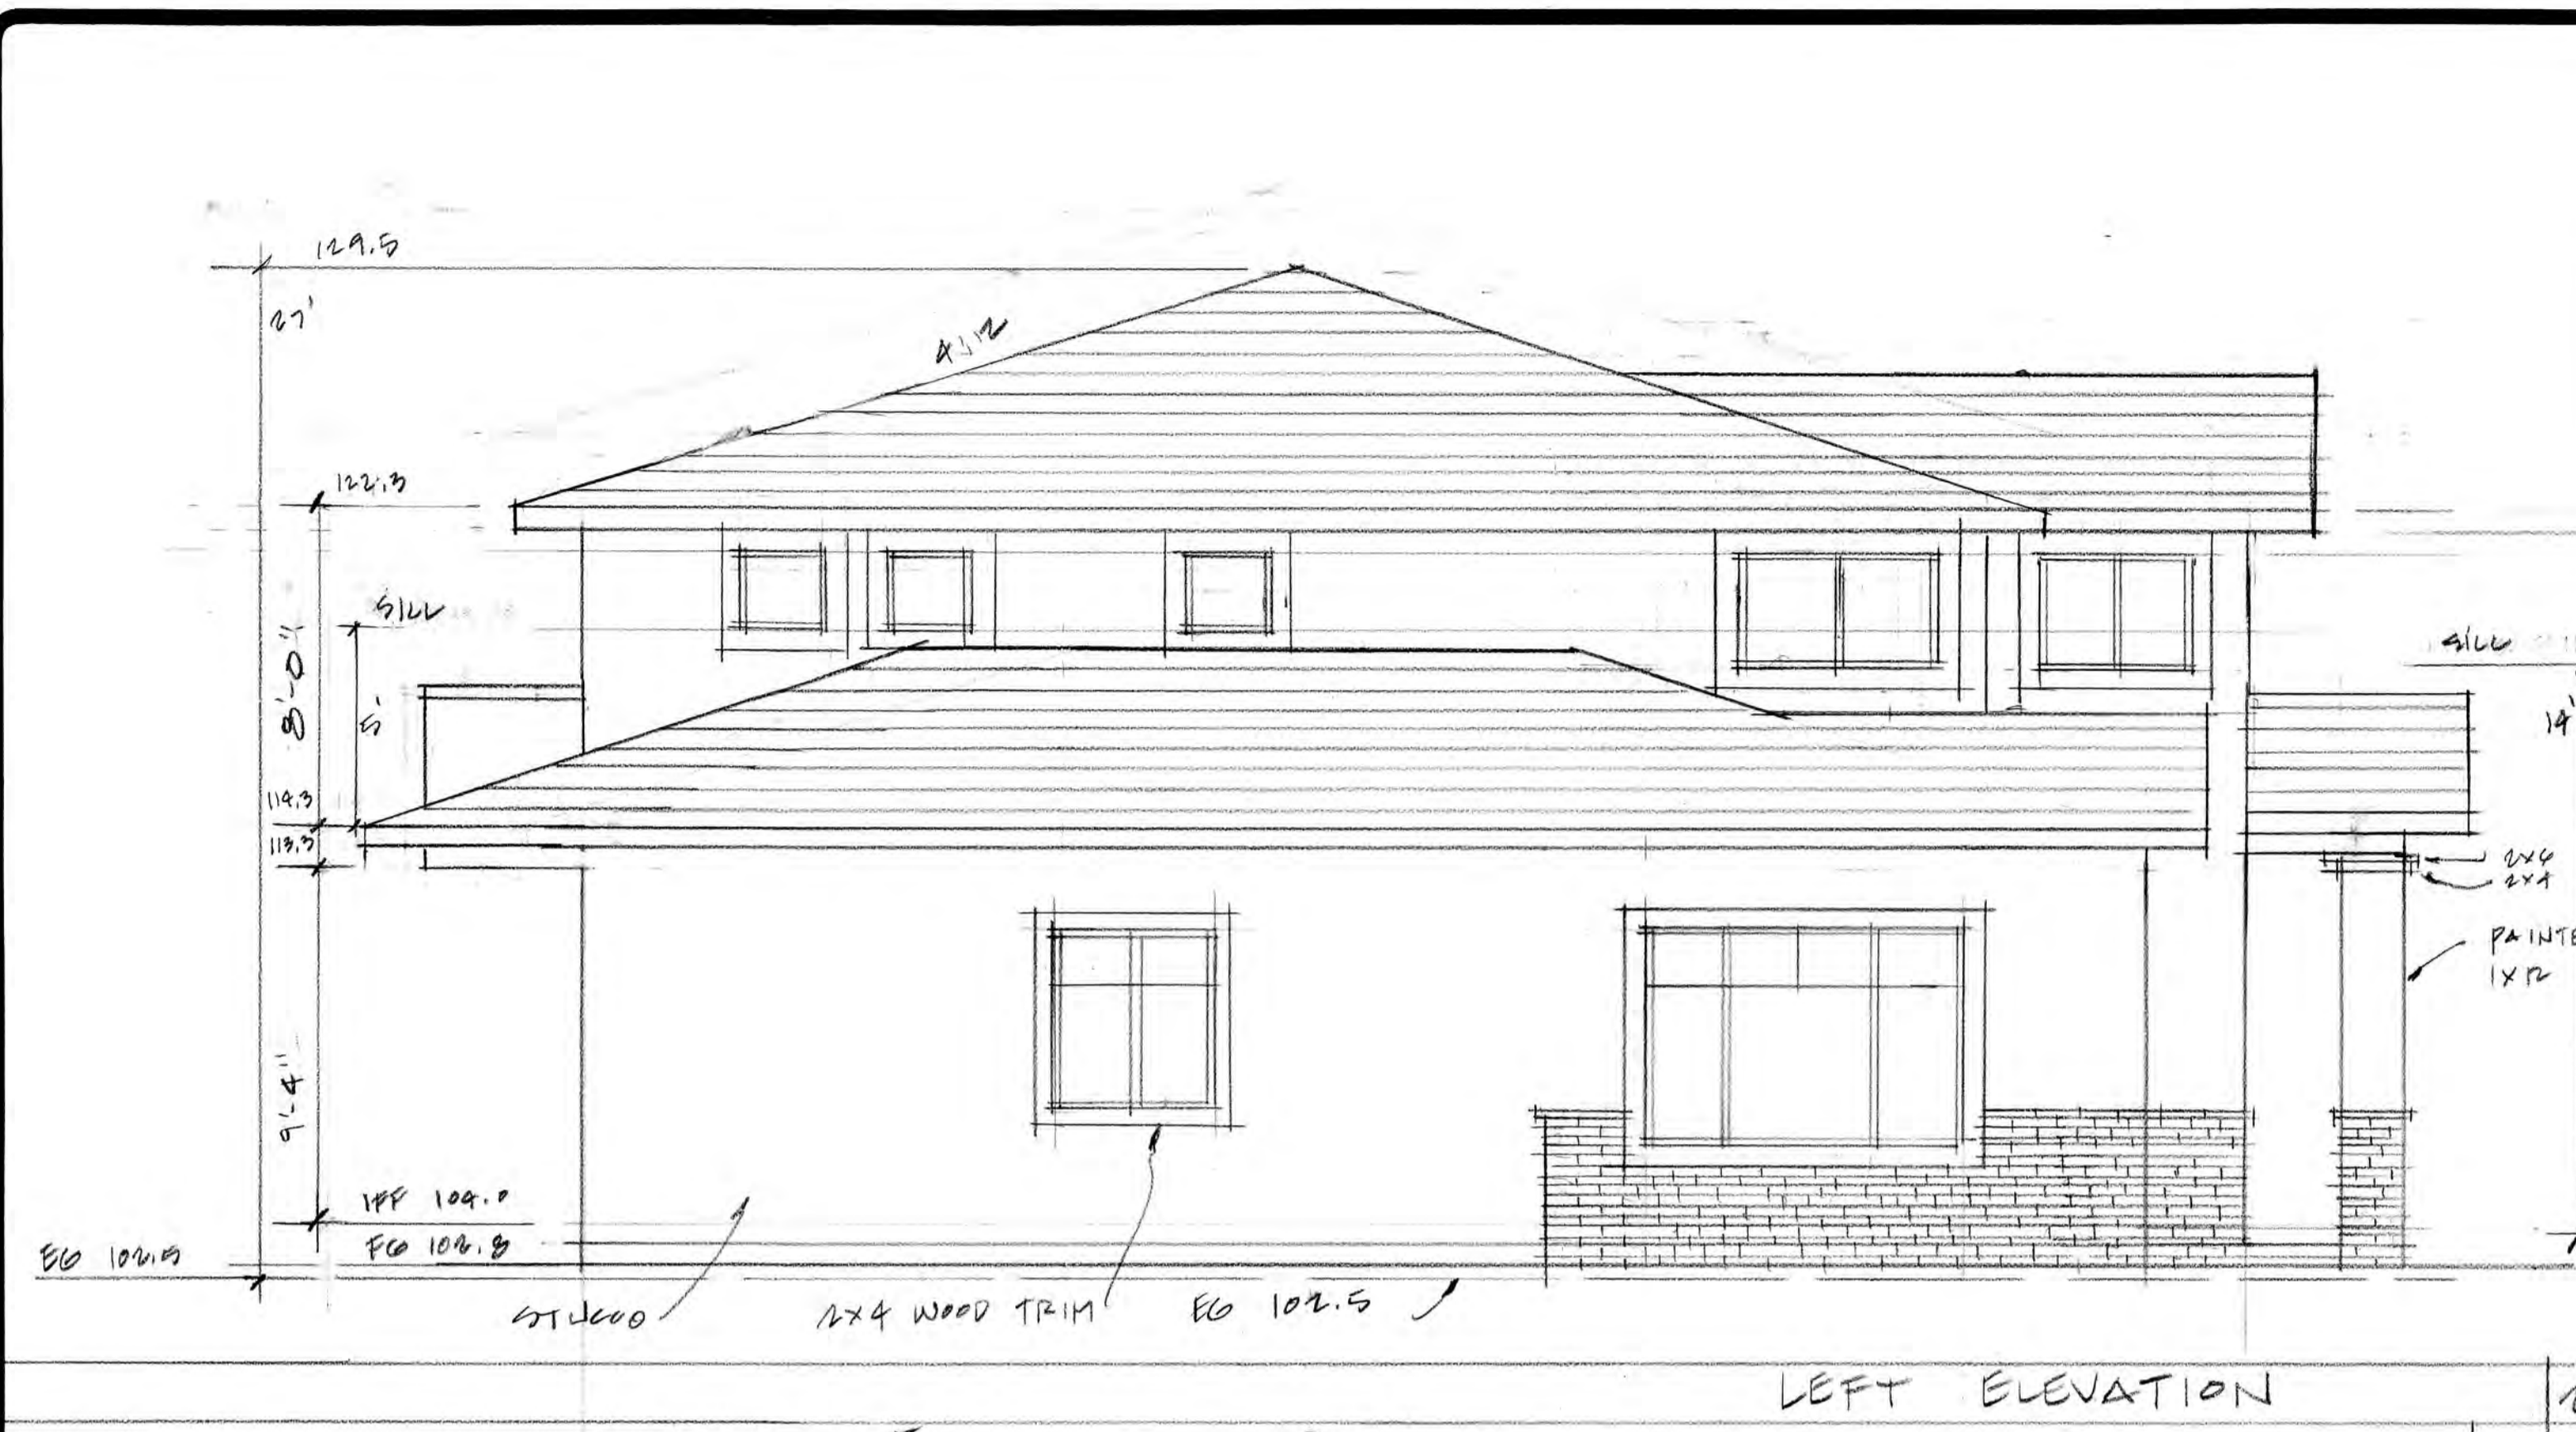 129.5
27'
4:12
122.3
SILL
8'-0"
5'
114.3
113.3
9'-4"
1FF 104.0
FG 102.8
EG 102.5
STUCCO
2X4 WOOD TRIM
EG 102.5
SILL
14'
2X6
2X4
PAINTE
1X12
LEFT ELEVATION